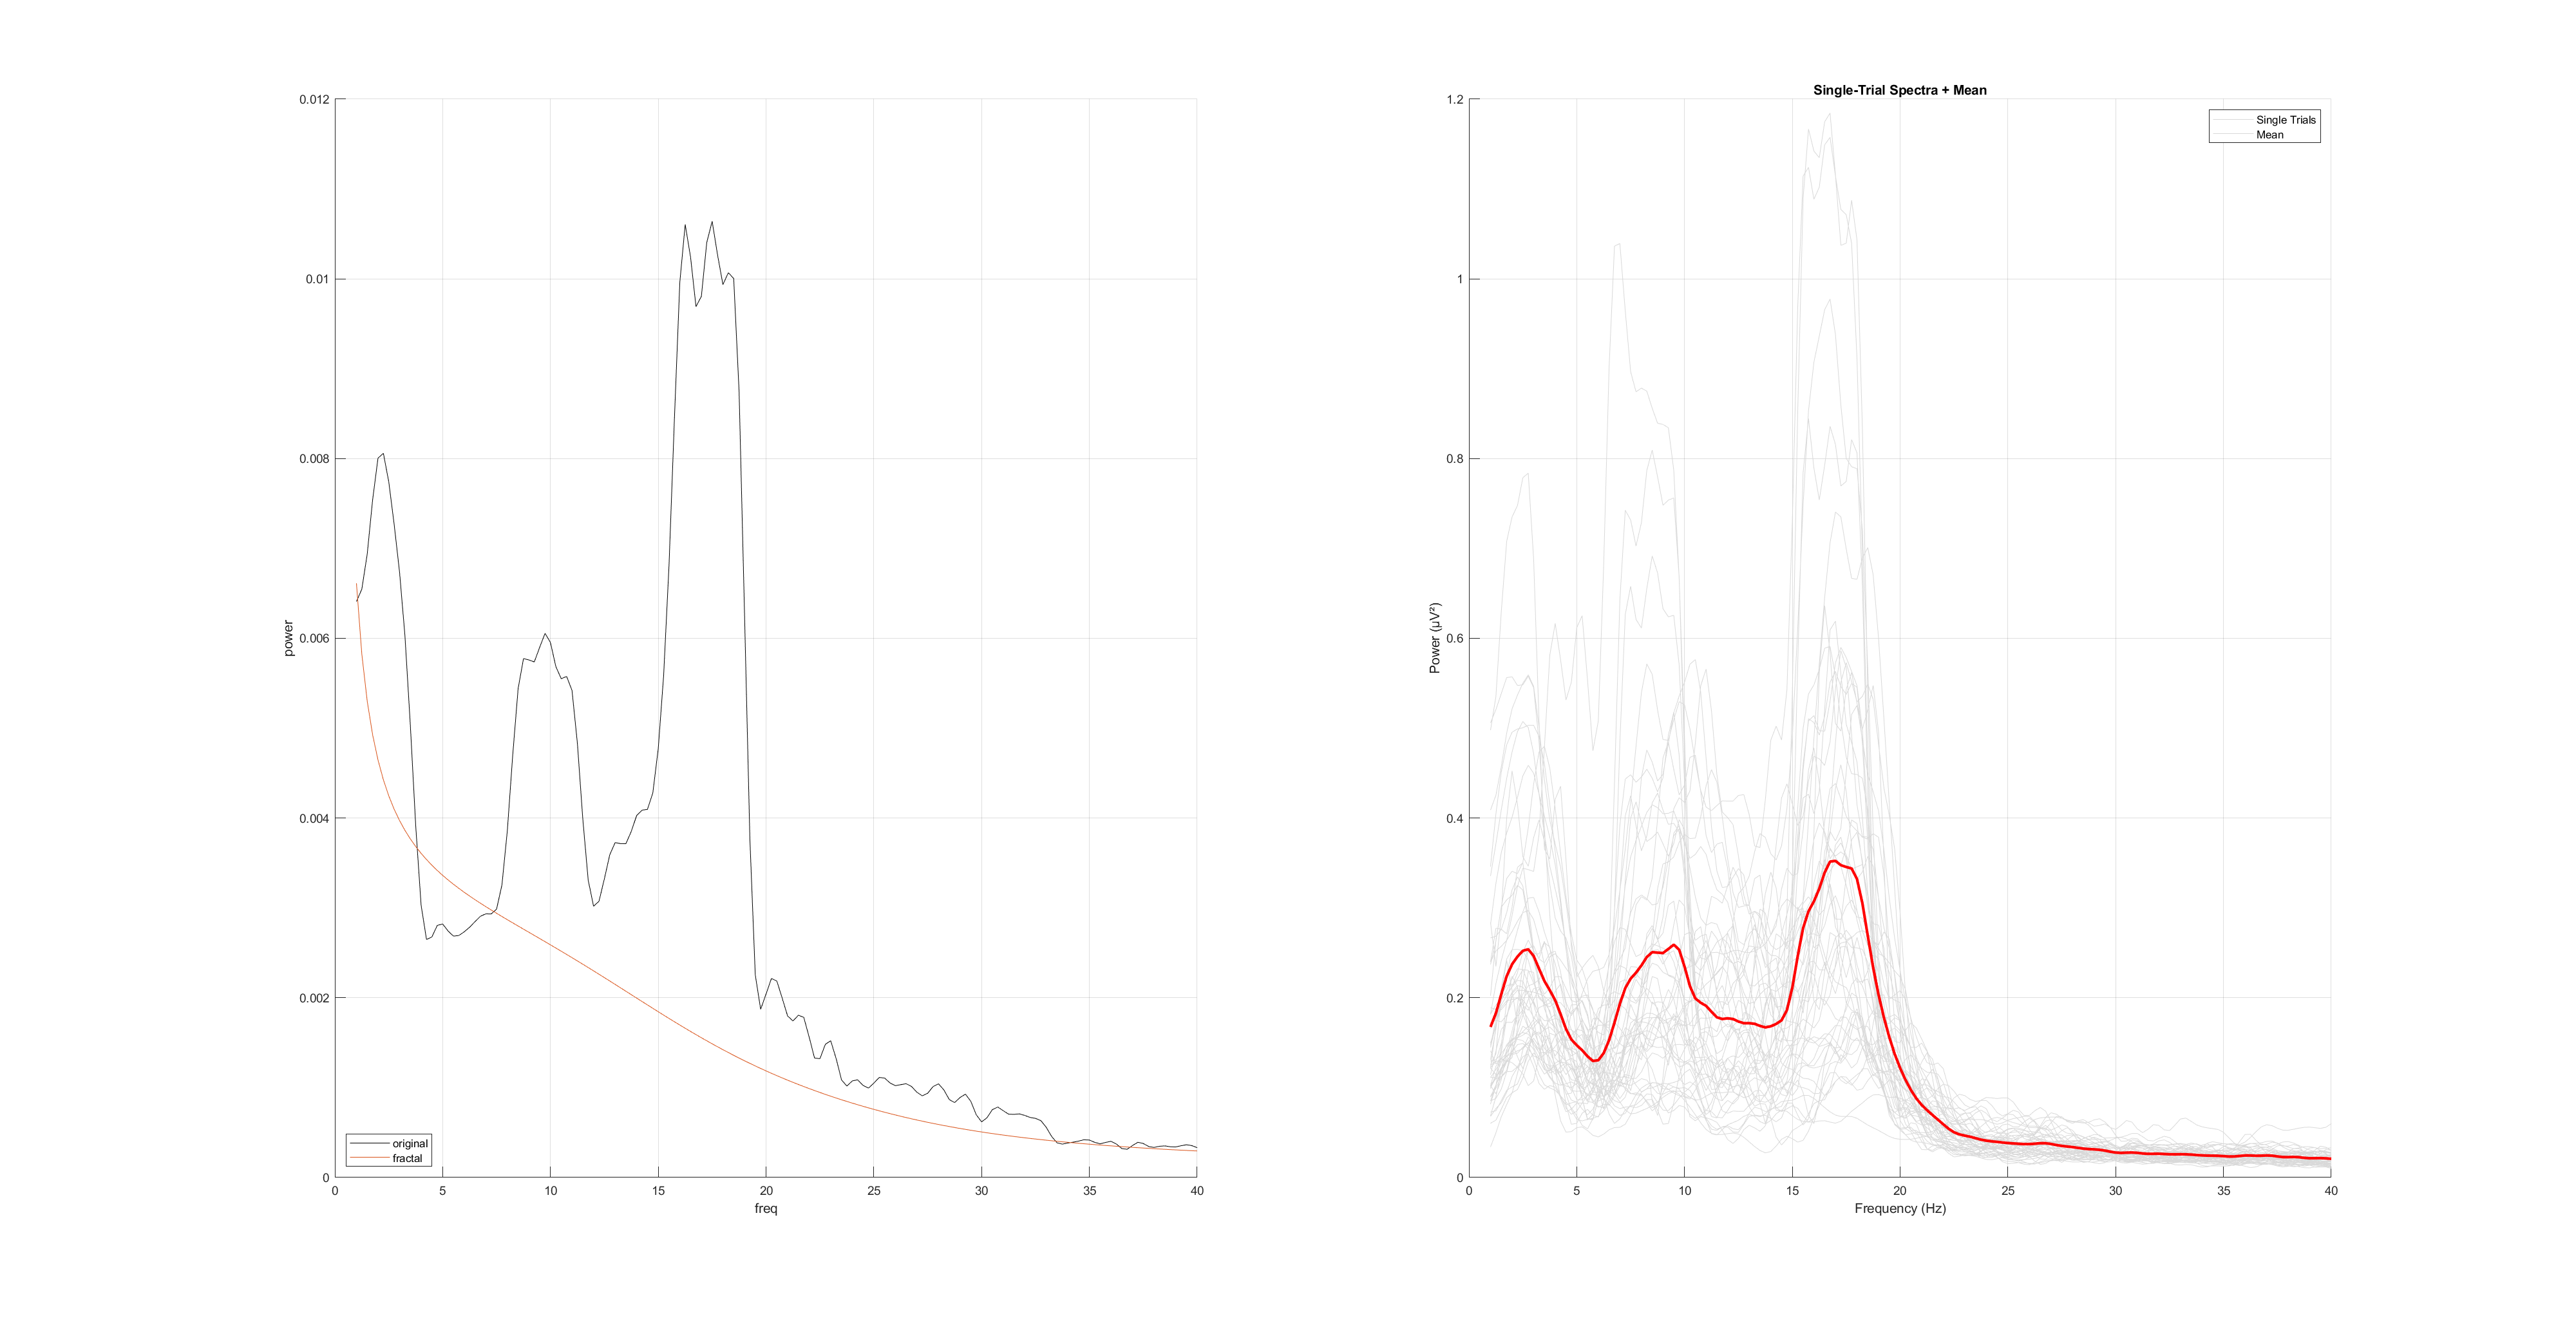 0.012
0.01
0.008
0.006
0.004
0.002
0
power
0 5 10 15 20 25 30 35 40
freq
original
fractal
Single-Trial Spectra + Mean
1.2
1
0.8
0.6
0.4
0.2
0
Power (µV²)
0 5 10 15 20 25 30 35 40
Frequency (Hz)
Single Trials
Mean